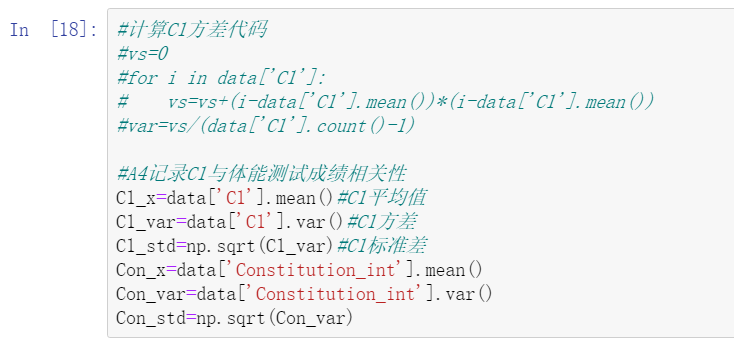 In [18]: #计算C1方差代码
#vs=0
#for i in data['C1']:
#    vs=vs+(i-data['C1'].mean())*(i-data['C1'].mean())
#var=vs/(data['C1'].count()-1)
#A4记录C1与体能测试成绩相关性
C1_x=data['C1'].mean()#C1平均值
C1_var=data['C1'].var()#C1方差
C1_std=np.sqrt(C1_var)#C1标准差
Con_x=data['Constitution_int'].mean()
Con_var=data['Constitution_int'].var()
Con_std=np.sqrt(Con_var)